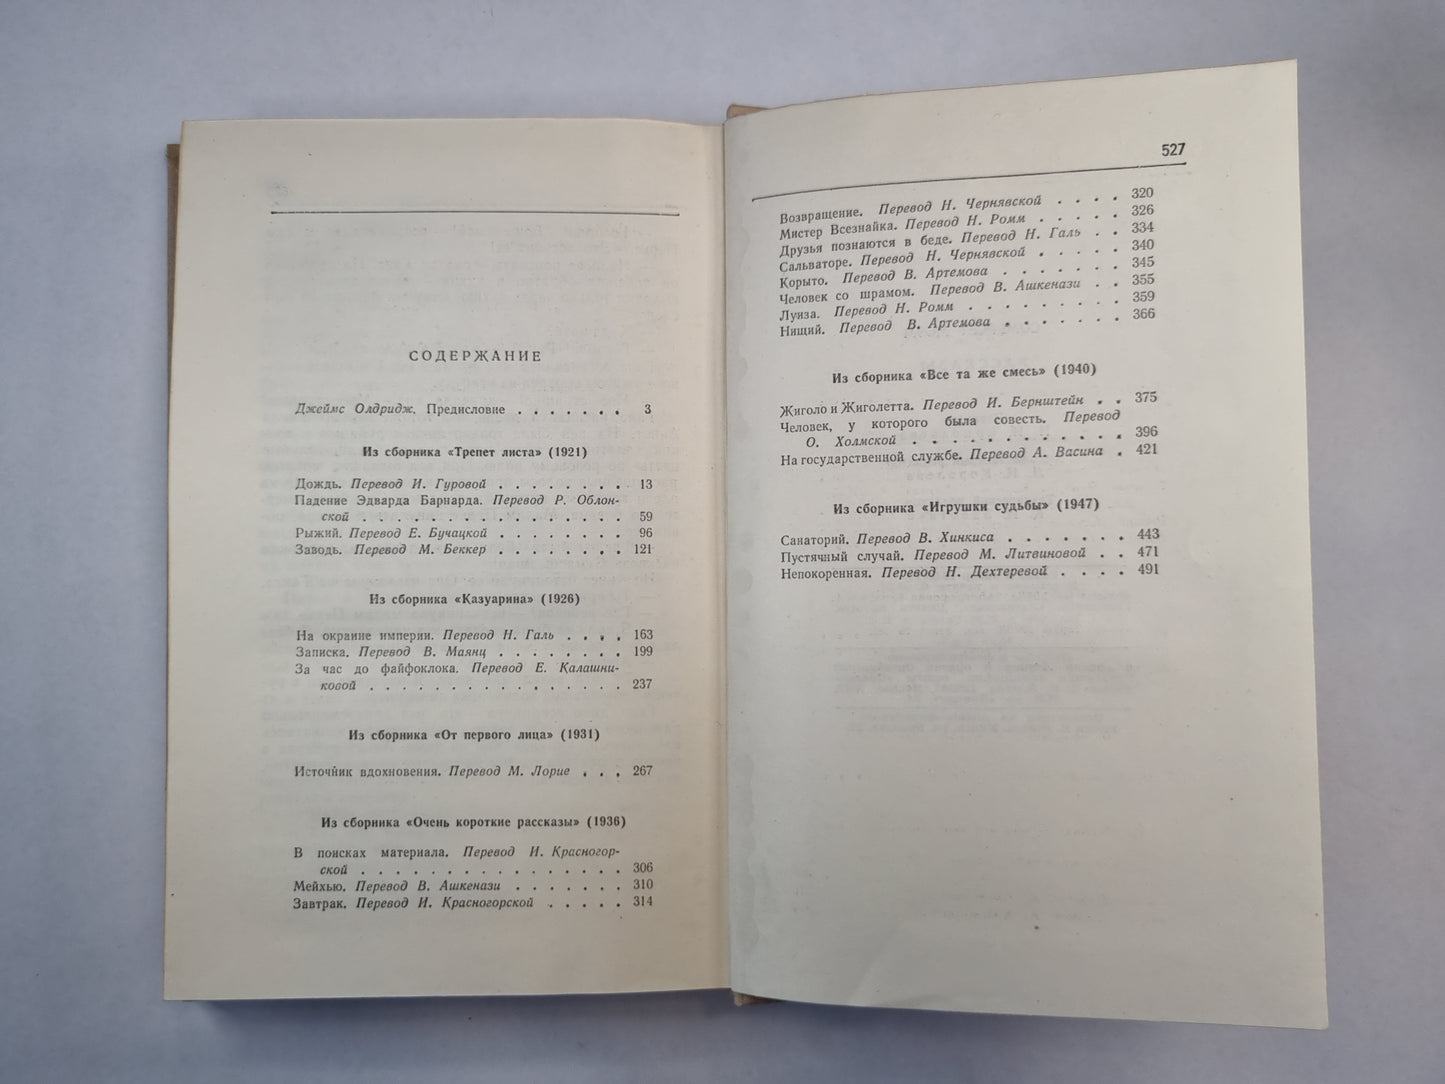 СОДЕРЖАНИЕ
Джеймс Олдридж. Предисловие . . . . . . . 3
Из сборника «Трепет листа» (1921)
Дождь. Перевод И. Гуровой . . . . . . . . 13
Падение Эдварда Барнарда. Перевод Р. Облон-
ской . . . . . . . . . . . . . . . . 59
Рыжий. Перевод Е. Бучацкой . . . . . . . . 96
Заводь. Перевод М. Беккер . . . . . . . . 121
Из сборника «Казуарина» (1926)
На окраине империи. Перевод Н. Галь . . . . 163
Записка. Перевод В. Маянц . . . . . . . . 199
За час до файфоклока. Перевод Е. Калашни-
ковой . . . . . . . . . . . . . . . . 237
Из сборника «От первого лица» (1931)
Источник вдохновения. Перевод М. Лорие . . . 267
Из сборника «Очень короткие рассказы» (1936)
В поисках материала. Перевод И. Красногор-
ской . . . . . . . . . . . . . . . . 306
Мейхью. Перевод В. Ашкенази . . . . . . . 310
Завтрак. Перевод И. Красногорской . . . . . 314
527
Возвращение. Перевод Н. Чернявской . . . . 320
Мистер Всезнайка. Перевод Н. Ромм . . . . . 326
Друзья познаются в беде. Перевод Н. Галь . . 334
Сальваторе. Перевод Н. Чернявской . . . . . 340
Корыто. Перевод В. Артемова . . . . . . . 345
Человек со шрамом. Перевод В. Ашкенази . . 355
Луиза. Перевод Н. Ромм . . . . . . . . . 359
Нищий. Перевод В. Артемова . . . . . . . 366
Из сборника «Все та же смесь» (1940)
Жиголо и Жиголетта. Перевод И. Бернштейн . . 375
Человек, у которого была совесть. Перевод
О. Холмской . . . . . . . . . . . . 396
На государственной службе. Перевод А. Васина . 421
Из сборника «Игрушки судьбы» (1947)
Санаторий. Перевод В. Хинкиса . . . . . . . 443
Пустячный случай. Перевод М. Литвиновой . . 471
Непокоренная. Перевод Н. Дехтеревой . . . . 491